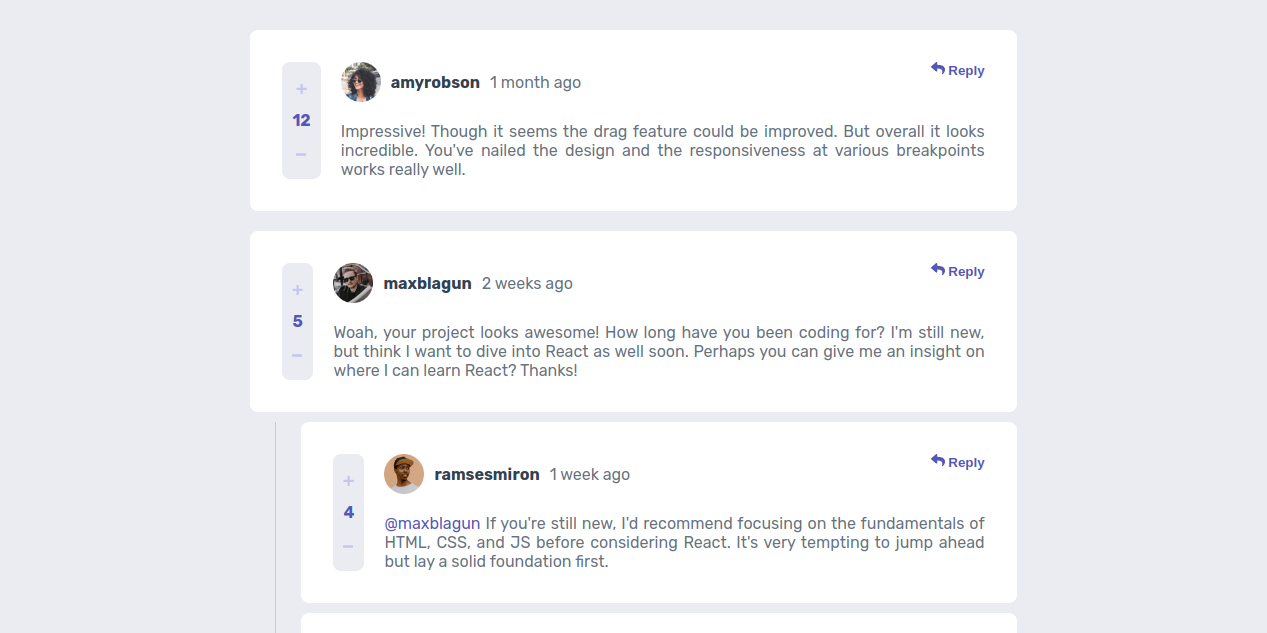 +
12
−
amyrobson 1 month ago
Reply
Impressive! Though it seems the drag feature could be improved. But overall it looks
incredible. You've nailed the design and the responsiveness at various breakpoints
works really well.
+
5
−
maxblagun 2 weeks ago
Reply
Woah, your project looks awesome! How long have you been coding for? I'm still new,
but think I want to dive into React as well soon. Perhaps you can give me an insight on
where I can learn React? Thanks!
+
4
−
ramsesmiron 1 week ago
Reply
@maxblagun If you're still new, I'd recommend focusing on the fundamentals of
HTML, CSS, and JS before considering React. It's very tempting to jump ahead
but lay a solid foundation first.